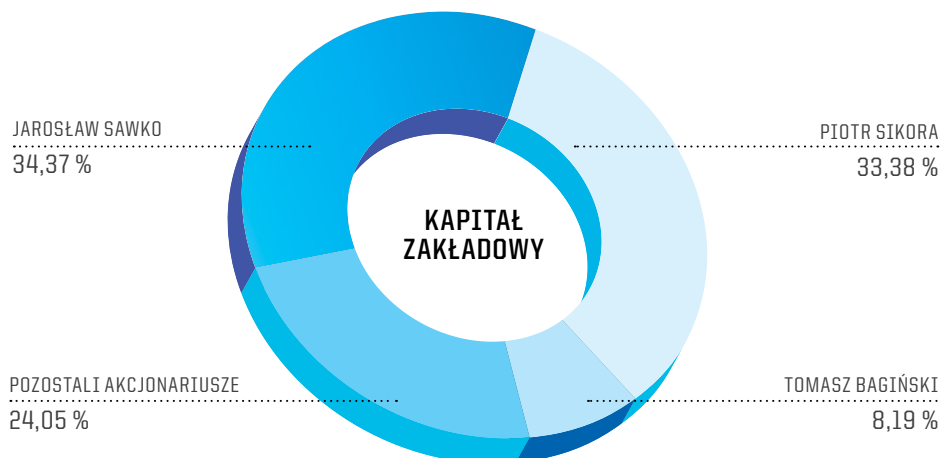 JAROSŁAW SAWKO
34,37 %
PIOTR SIKORA
33,38 %
KAPITAŁ
ZAKŁADOWY
POZOSTALI AKCJONARIUSZE
24,05 %
TOMASZ BAGIŃSKI
8,19 %